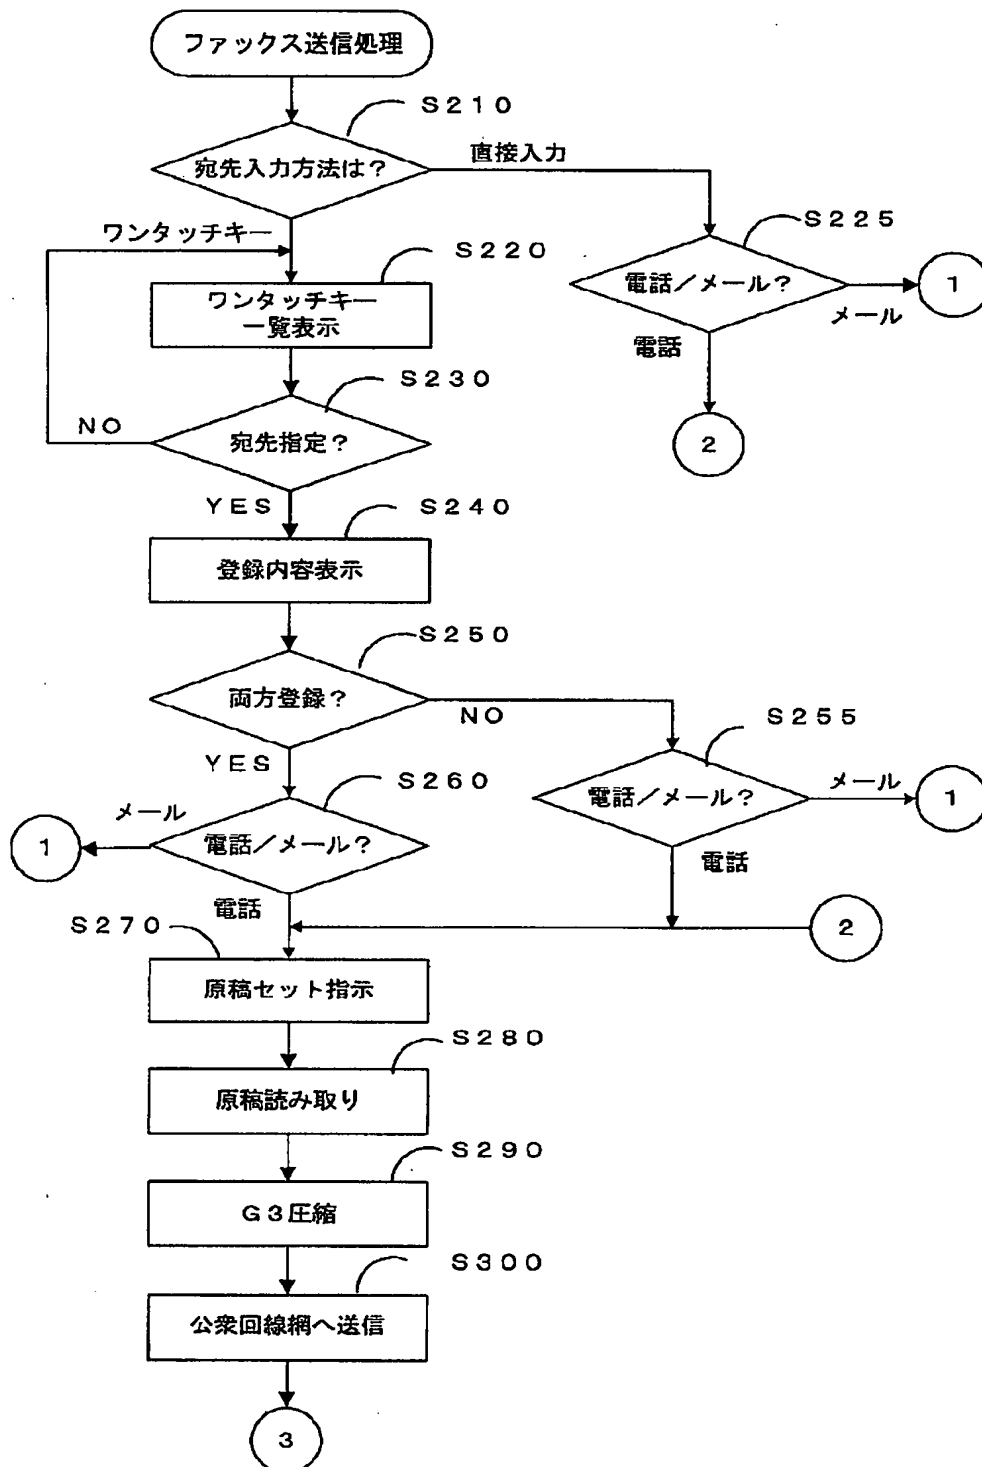 ファックス送信処理
S210
宛先入力方法は?
直接入力
ワンタッチキー
S225
S220
電話/メール?
1
ワンタッチキー
一覧表示
メール
電話
S230
NO
宛先指定?
2
YES
S240
登録内容表示
S250
両方登録?
NO
S255
YES
S260
メール
電話/メール?
メール
1
1
電話/メール?
電話
電話
S270
2
原稿セット指示
S280
原稿読み取り
S290
G3圧縮
S300
公衆回線網へ送信
3